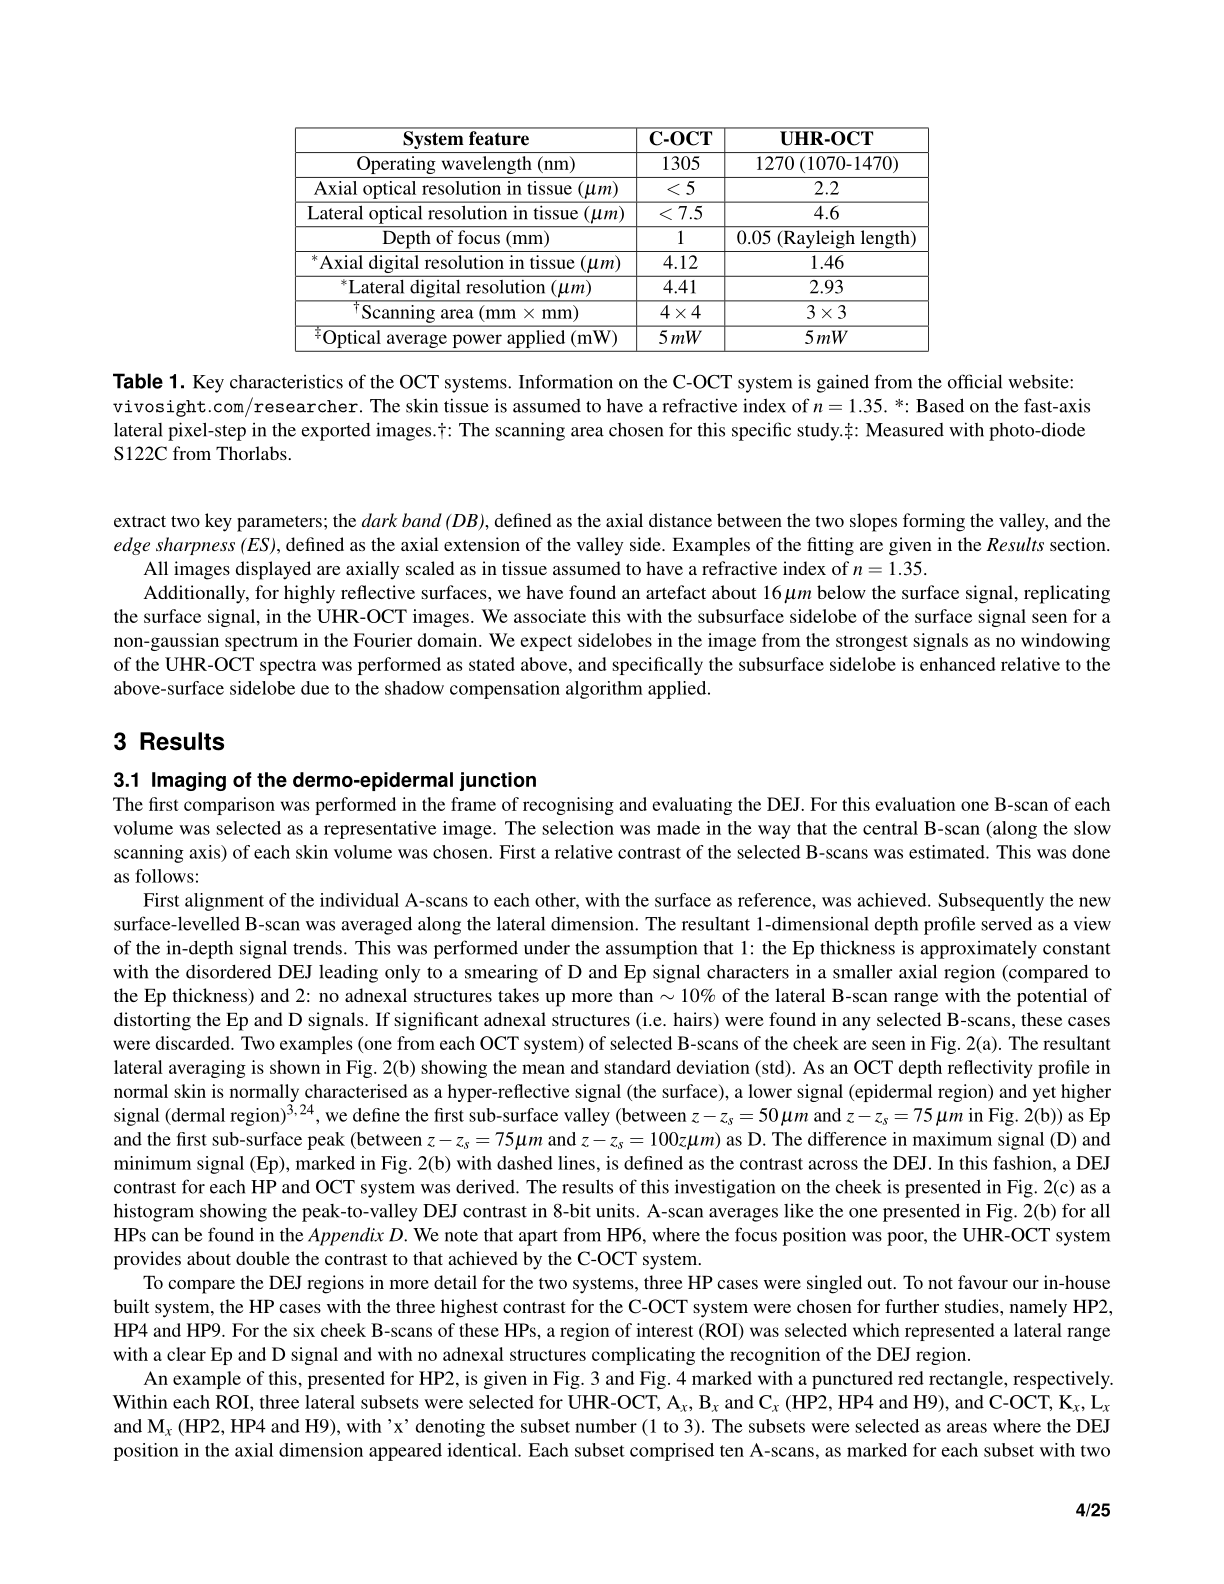 System feature C-OCT UHR-OCT
Operating wavelength (nm) 1305 1270 (1070-1470)
Axial optical resolution in tissue (μm) < 5 2.2
Lateral optical resolution in tissue (μm) < 7.5 4.6
Depth of focus (mm) 1 0.05 (Rayleigh length)
*Axial digital resolution in tissue (μm) 4.12 1.46
*Lateral digital resolution (μm) 4.41 2.93
†Scanning area (mm × mm) 4 × 4 3 × 3
‡Optical average power applied (mW) 5mW 5mW
Table 1. Key characteristics of the OCT systems. Information on the C-OCT system is gained from the official website:
vivosight.com/researcher. The skin tissue is assumed to have a refractive index of n = 1.35. *: Based on the fast-axis
lateral pixel-step in the exported images.†: The scanning area chosen for this specific study.‡: Measured with photo-diode
S122C from Thorlabs.
extract two key parameters; the dark band (DB), defined as the axial distance between the two slopes forming the valley, and the
edge sharpness (ES), defined as the axial extension of the valley side. Examples of the fitting are given in the Results section.
All images displayed are axially scaled as in tissue assumed to have a refractive index of n = 1.35.
Additionally, for highly reflective surfaces, we have found an artefact about 16 μm below the surface signal, replicating
the surface signal, in the UHR-OCT images. We associate this with the subsurface sidelobe of the surface signal seen for a
non-gaussian spectrum in the Fourier domain. We expect sidelobes in the image from the strongest signals as no windowing
of the UHR-OCT spectra was performed as stated above, and specifically the subsurface sidelobe is enhanced relative to the
above-surface sidelobe due to the shadow compensation algorithm applied.
3 Results
3.1 Imaging of the dermo-epidermal junction
The first comparison was performed in the frame of recognising and evaluating the DEJ. For this evaluation one B-scan of each
volume was selected as a representative image. The selection was made in the way that the central B-scan (along the slow
scanning axis) of each skin volume was chosen. First a relative contrast of the selected B-scans was estimated. This was done
as follows:
First alignment of the individual A-scans to each other, with the surface as reference, was achieved. Subsequently the new
surface-levelled B-scan was averaged along the lateral dimension. The resultant 1-dimensional depth profile served as a view
of the in-depth signal trends. This was performed under the assumption that 1: the Ep thickness is approximately constant
with the disordered DEJ leading only to a smearing of D and Ep signal characters in a smaller axial region (compared to
the Ep thickness) and 2: no adnexal structures takes up more than ∼ 10% of the lateral B-scan range with the potential of
distorting the Ep and D signals. If significant adnexal structures (i.e. hairs) were found in any selected B-scans, these cases
were discarded. Two examples (one from each OCT system) of selected B-scans of the cheek are seen in Fig. 2(a). The resultant
lateral averaging is shown in Fig. 2(b) showing the mean and standard deviation (std). As an OCT depth reflectivity profile in
normal skin is normally characterised as a hyper-reflective signal (the surface), a lower signal (epidermal region) and yet higher
signal (dermal region)3,24, we define the first sub-surface valley (between z − zs = 50 μm and z − zs = 75 μm in Fig. 2(b)) as Ep
and the first sub-surface peak (between z − zs = 75μm and z − zs = 100zμm) as D. The difference in maximum signal (D) and
minimum signal (Ep), marked in Fig. 2(b) with dashed lines, is defined as the contrast across the DEJ. In this fashion, a DEJ
contrast for each HP and OCT system was derived. The results of this investigation on the cheek is presented in Fig. 2(c) as a
histogram showing the peak-to-valley DEJ contrast in 8-bit units. A-scan averages like the one presented in Fig. 2(b) for all
HPs can be found in the Appendix D. We note that apart from HP6, where the focus position was poor, the UHR-OCT system
provides about double the contrast to that achieved by the C-OCT system.
To compare the DEJ regions in more detail for the two systems, three HP cases were singled out. To not favour our in-house
built system, the HP cases with the three highest contrast for the C-OCT system were chosen for further studies, namely HP2,
HP4 and HP9. For the six cheek B-scans of these HPs, a region of interest (ROI) was selected which represented a lateral range
with a clear Ep and D signal and with no adnexal structures complicating the recognition of the DEJ region.
An example of this, presented for HP2, is given in Fig. 3 and Fig. 4 marked with a punctured red rectangle, respectively.
Within each ROI, three lateral subsets were selected for UHR-OCT, Ax, Bx and Cx (HP2, HP4 and H9), and C-OCT, Kx, Lx
and Mx (HP2, HP4 and H9), with ’x’ denoting the subset number (1 to 3). The subsets were selected as areas where the DEJ
position in the axial dimension appeared identical. Each subset comprised ten A-scans, as marked for each subset with two
4/25